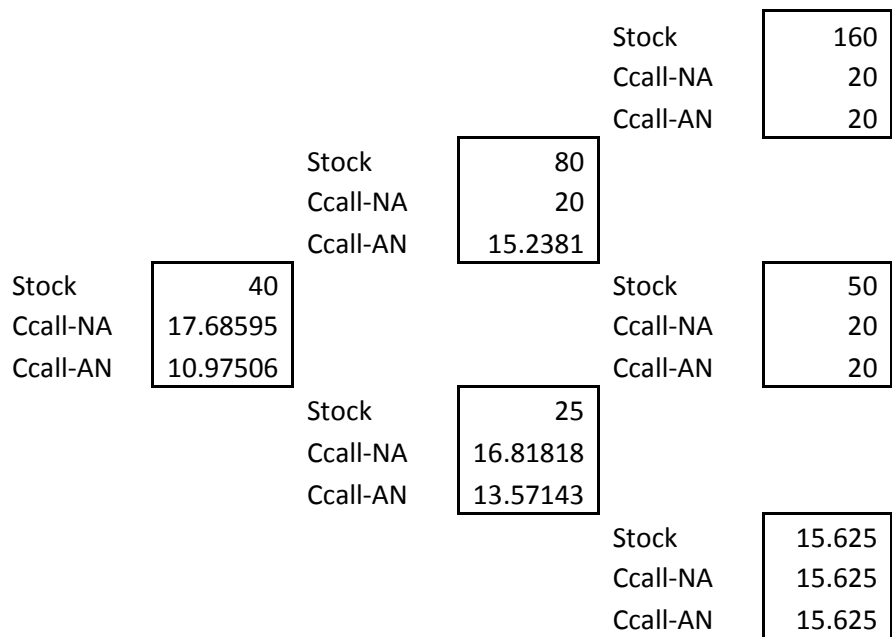 Stock 160
Ccall-NA 20
Ccall-AN 20
Stock 80
Ccall-NA 20
Ccall-AN 15.2381
Stock 40 Stock 50
Ccall-NA 17.68595 Ccall-NA 20
Ccall-AN 10.97506 Ccall-AN 20
Stock 25
Ccall-NA 16.81818
Ccall-AN 13.57143
Stock 15.625
Ccall-NA 15.625
Ccall-AN 15.625